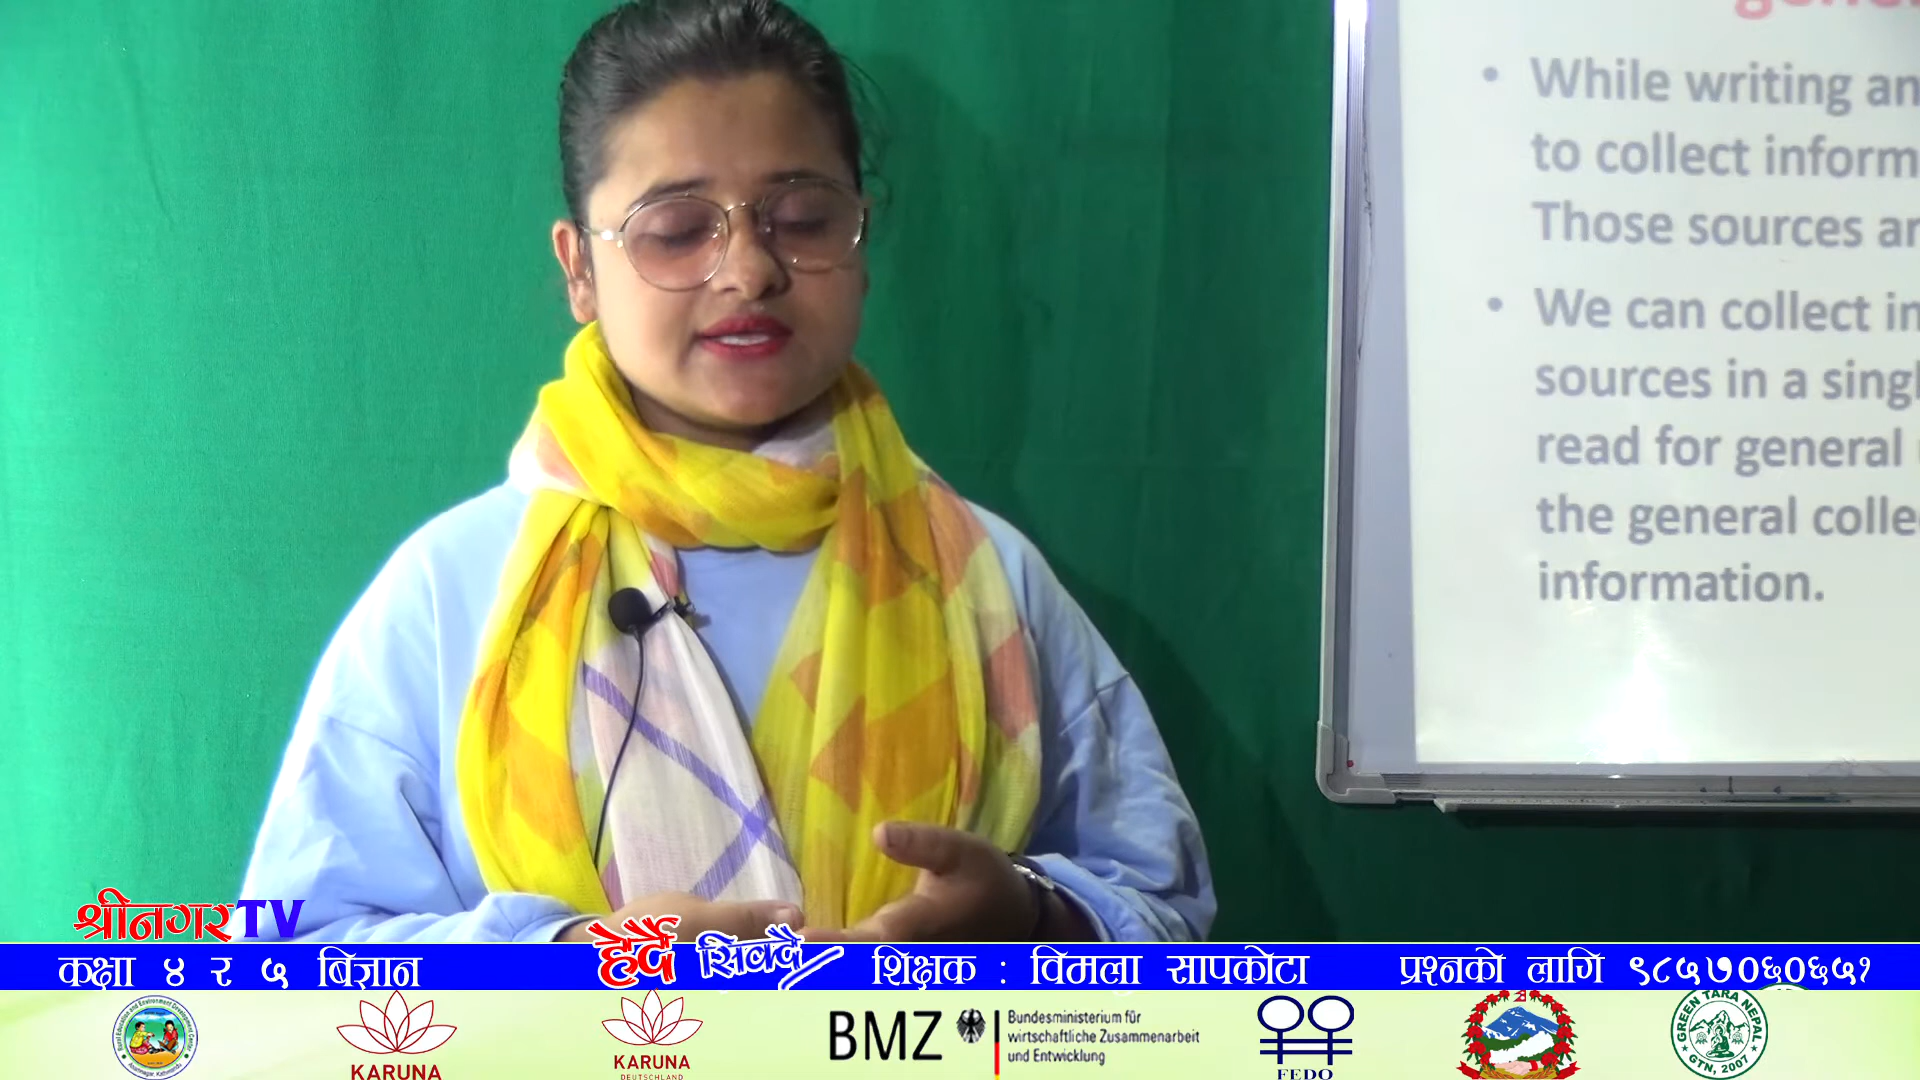 While writing an
to collect inform
Those sources ar
We can collect in
sources in a singl
read for general
the general colle
information.
श्रीनगरTV
हेर्दै सिक्दै
कक्षा ४ र ५ बिज्ञान
शिक्षक : विमला सापकोटा
प्रश्नको लागि ९८५७०६०६५१
KARUNA
KARUNA
DEUTSCHLAND
BMZ
Bundesministerium für
wirtschaftliche Zusammenarbeit
und Entwicklung
FEDO
GREEN TARA NEPAL
GTN, 2007